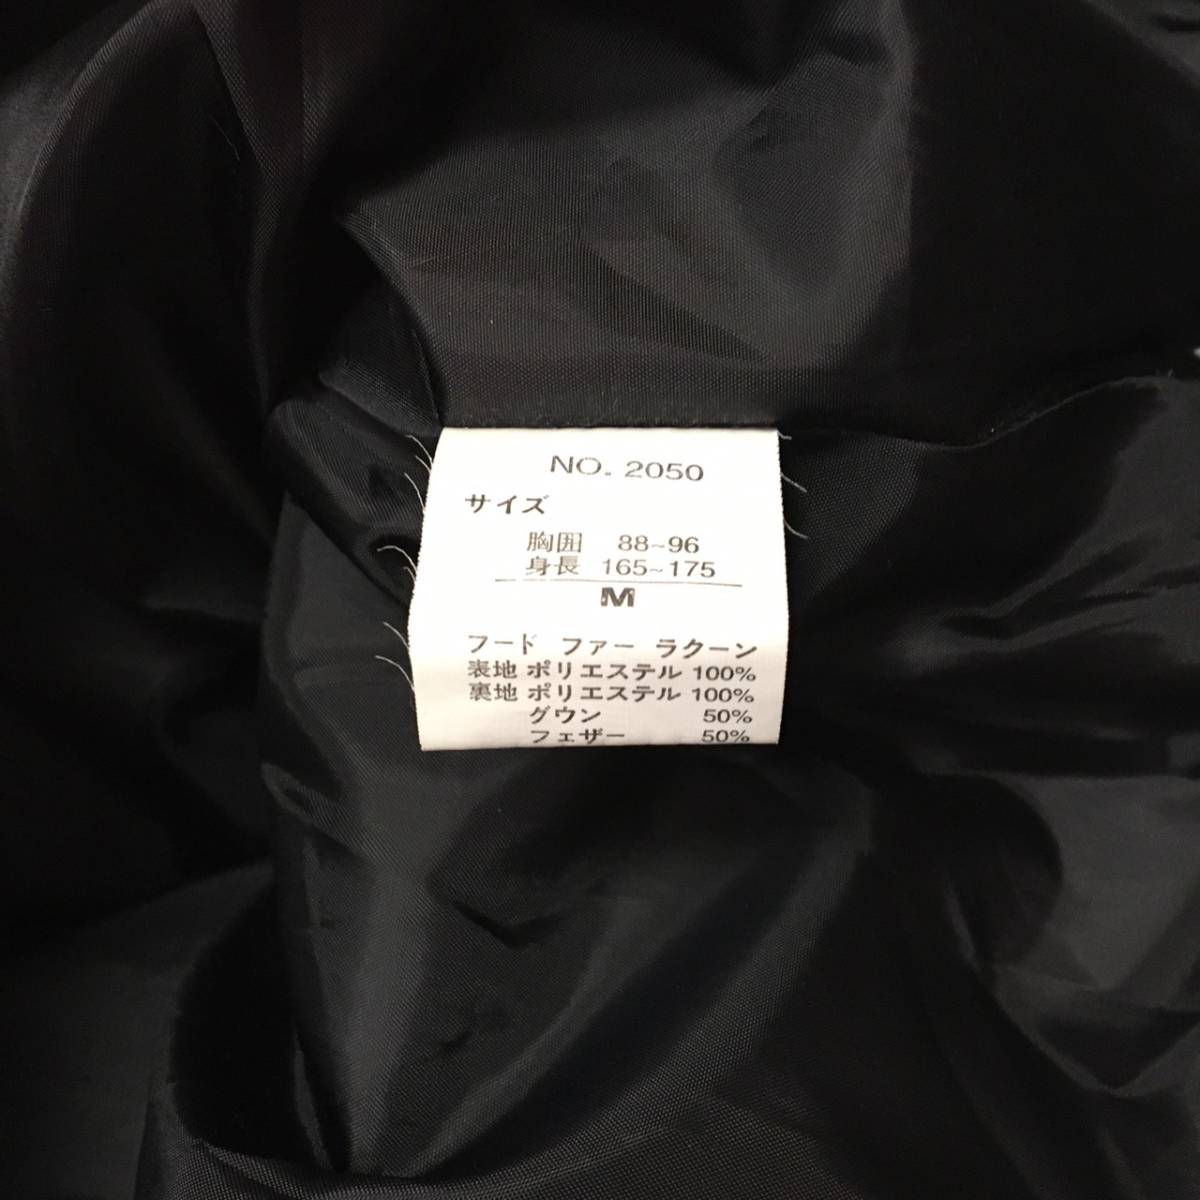 NO. 2050
サイズ
胸囲 88~96
身長 165~175
M
フード ファー ラクーン
表地 ポリエステル 100%
裏地 ポリエステル 100%
グウン 50%
フェザー 50%